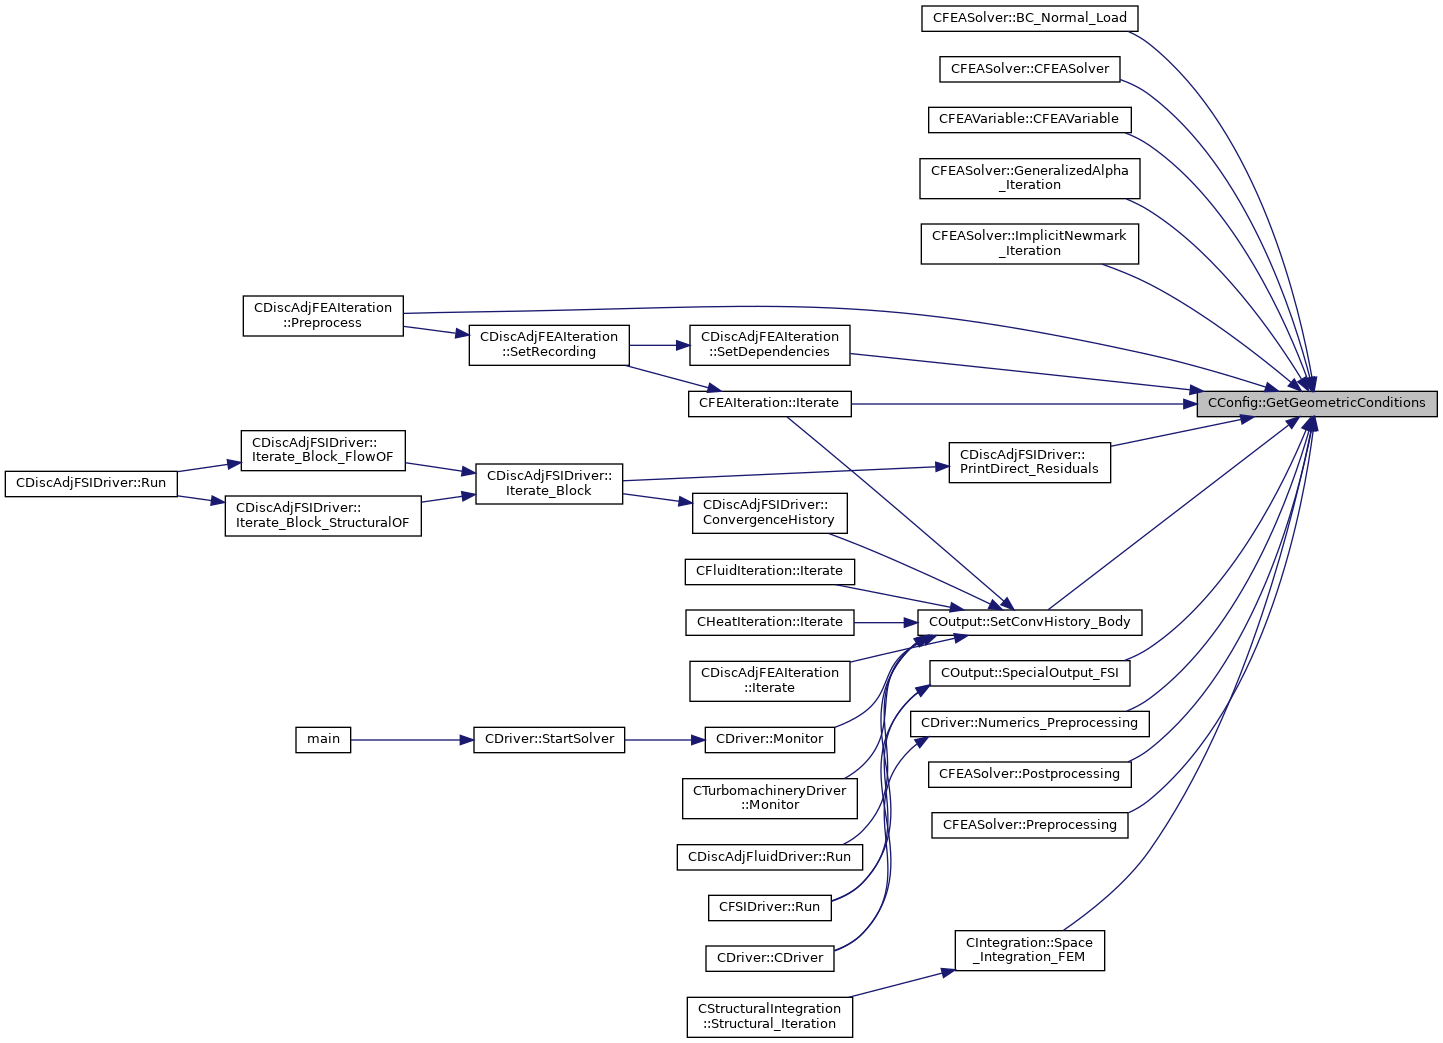 CFEASolver::BC_Normal_Load
CFEASolver::CFEASolver
CFEAVariable::CFEAVariable
CFEASolver::GeneralizedAlpha
_Iteration
CFEASolver::ImplicitNewmark
_Iteration
CDiscAdjFEAIteration
::Preprocess
CDiscAdjFEAIteration
::SetRecording
CDiscAdjFEAIteration
::SetDependencies
CFEAIteration::Iterate
CConfig::GetGeometricConditions
CDiscAdjFSIDriver::
Iterate_Block_FlowOF
CDiscAdjFSIDriver::
PrintDirect_Residuals
CDiscAdjFSIDriver::Run
CDiscAdjFSIDriver::
Iterate_Block
CDiscAdjFSIDriver::
Iterate_Block_StructuralOF
CDiscAdjFSIDriver::
ConvergenceHistory
CFluidIteration::Iterate
CHeatIteration::Iterate
COutput::SetConvHistory_Body
CDiscAdjFEAIteration
::Iterate
COutput::SpecialOutput_FSI
CDriver::Numerics_Preprocessing
main
CDriver::StartSolver
CDriver::Monitor
CFEASolver::Postprocessing
CTurbomachineryDriver
::Monitor
CFEASolver::Preprocessing
CDiscAdjFluidDriver::Run
CFSIDriver::Run
CDriver::CDriver
CIntegration::Space
_Integration_FEM
CStructuralIntegration
::Structural_Iteration